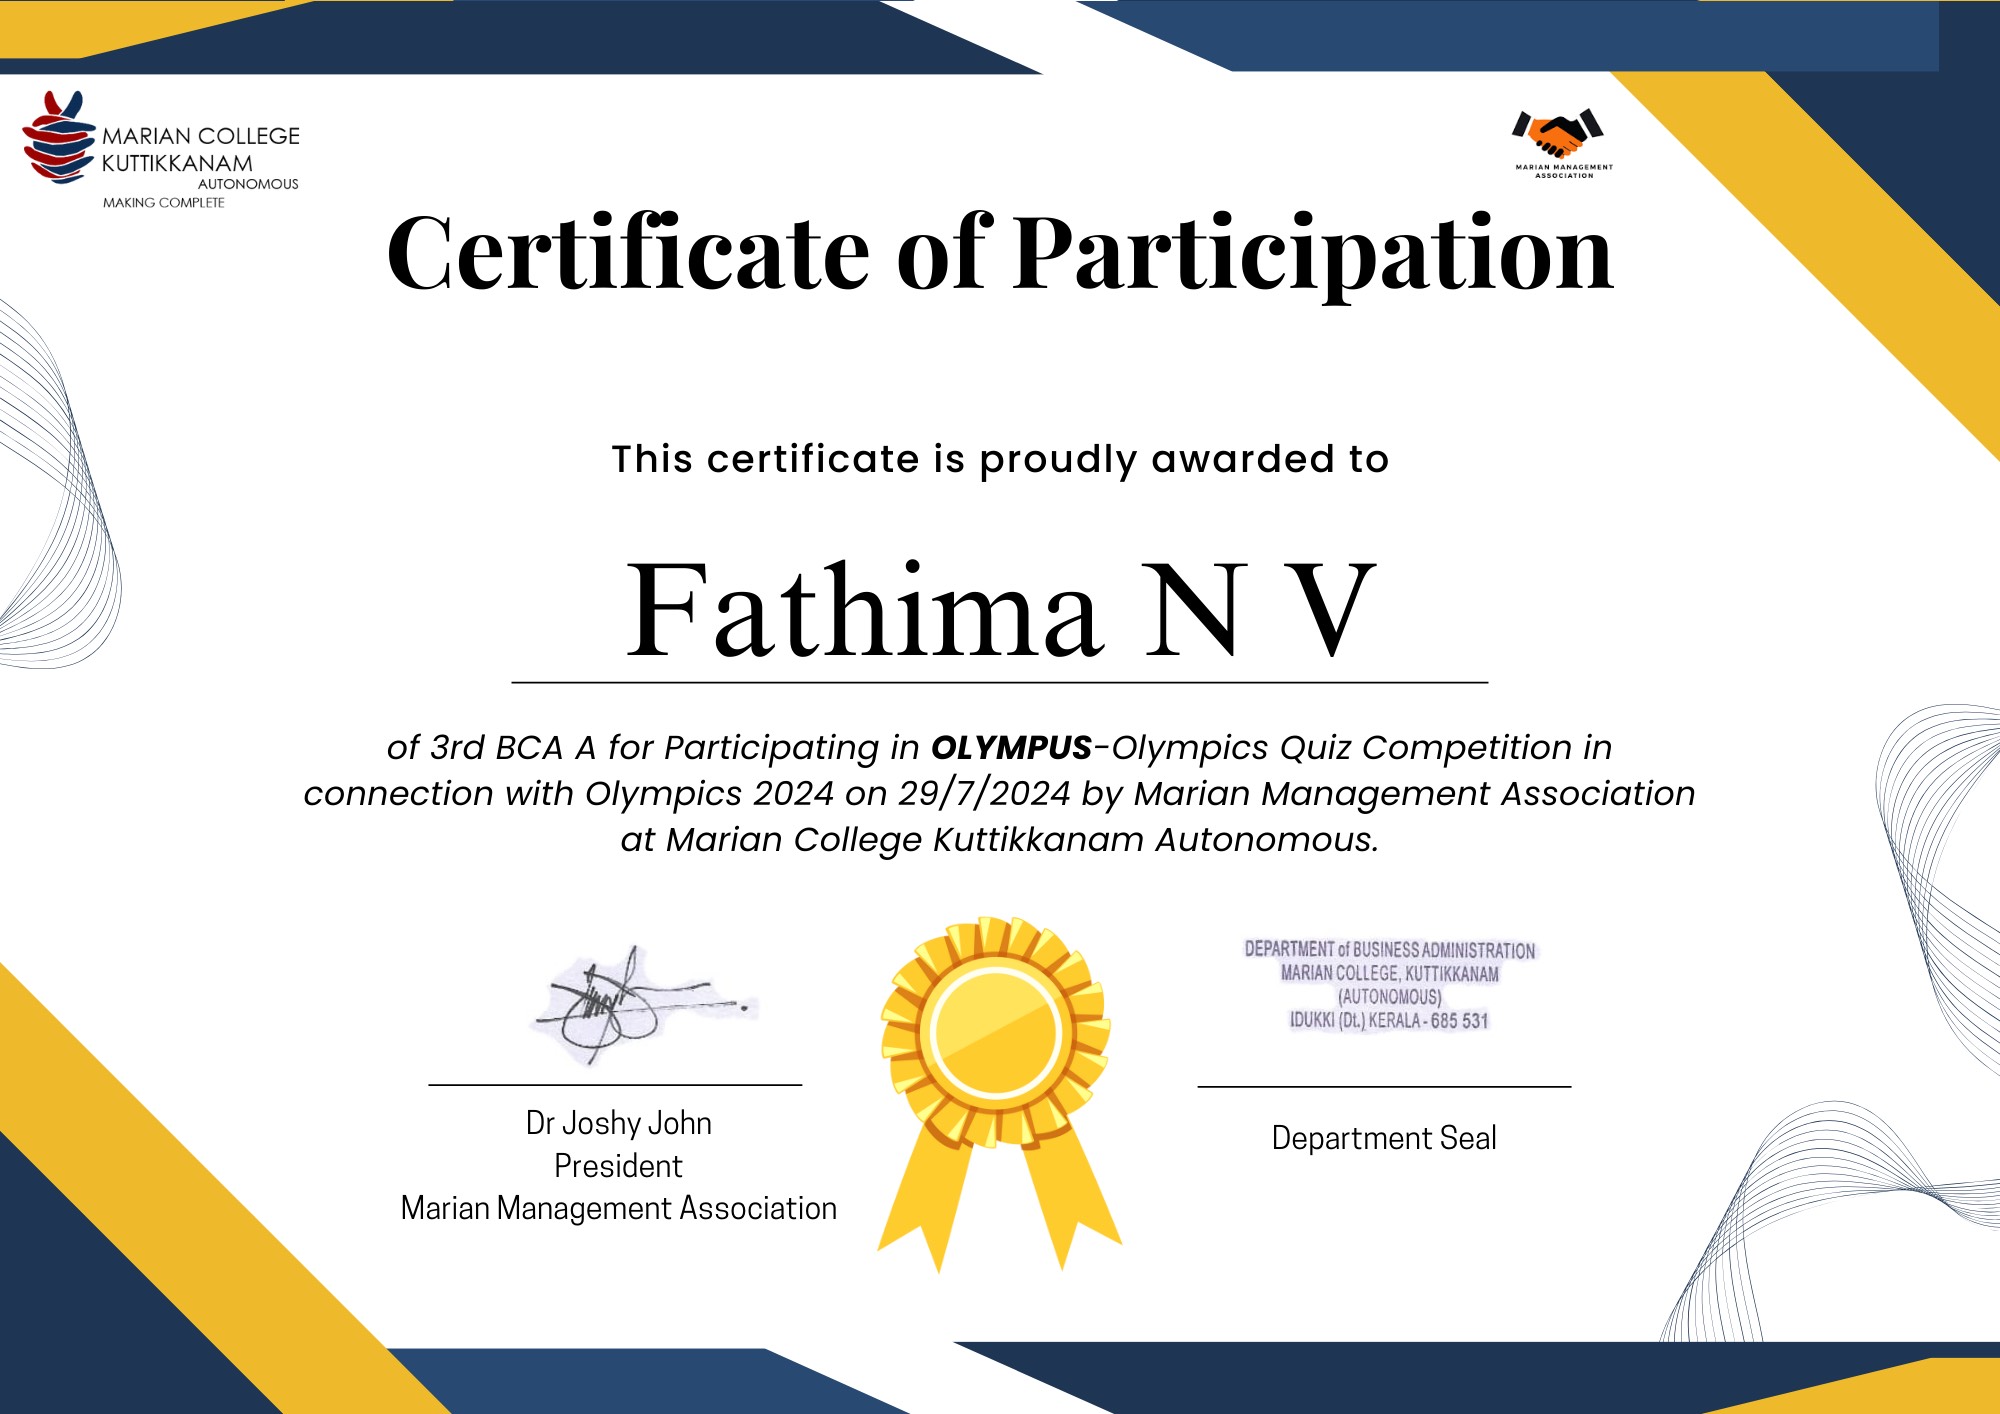 MARIAN COLLEGE
KUTTIKKANAM
AUTONOMOUS
MAKING COMPLETE
MARIAN MANAGEMENT
ASSOCIATION
Certificate of Participation
This certificate is proudly awarded to
Fathima N V
of 3rd BCA A for Participating in OLYMPUS-Olympics Quiz Competition in
connection with Olympics 2024 on 29/7/2024 by Marian Management Association
at Marian College Kuttikkanam Autonomous.
DEPARTMENT of BUSINESS ADMINISTRATION
MARIAN COLLEGE, KUTTIKKANAM
(AUTONOMOUS)
IDUKKI (Dt.) KERALA - 685 531
Dr Joshy John
President
Marian Management Association
Department Seal